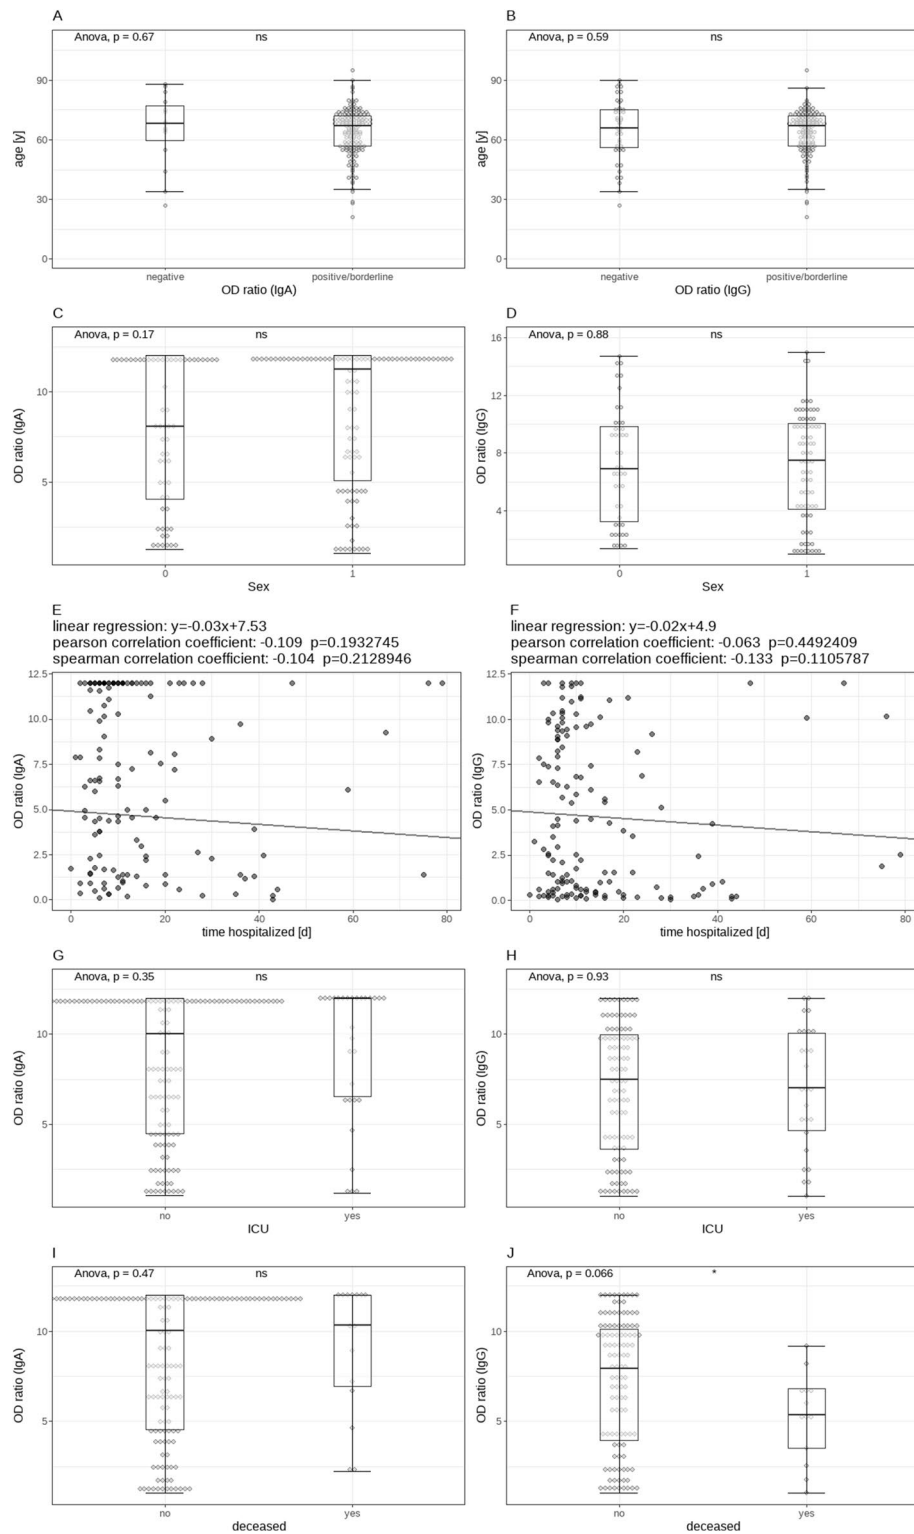 A
Anova, p = 0.67 ns
90
60
30
0
age [y]
negative positive/borderline
OD ratio (IgA)
B
Anova, p = 0.59 ns
90
60
30
0
age [y]
negative positive/borderline
OD ratio (IgG)
C
Anova, p = 0.17 ns
10
5
OD ratio (IgA)
0 1
Sex
D
Anova, p = 0.88 ns
16
12
8
4
OD ratio (IgG)
0 1
Sex
E
linear regression: y=-0.03x+7.53
pearson correlation coefficient: -0.109 p=0.1932745
spearman correlation coefficient: -0.104 p=0.2128946
12.5
10.0
7.5
5.0
2.5
0.0
OD ratio (IgA)
0 20 40 60 80
time hospitalized [d]
F
linear regression: y=-0.02x+4.9
pearson correlation coefficient: -0.063 p=0.4492409
spearman correlation coefficient: -0.133 p=0.1105787
12.5
10.0
7.5
5.0
2.5
0.0
OD ratio (IgG)
0 20 40 60 80
time hospitalized [d]
G
Anova, p = 0.35 ns
10
5
OD ratio (IgA)
no yes
ICU
H
Anova, p = 0.93 ns
10
5
OD ratio (IgG)
no yes
ICU
I
Anova, p = 0.47 ns
10
5
OD ratio (IgA)
no yes
deceased
J
Anova, p = 0.066 *
10
5
OD ratio (IgG)
no yes
deceased